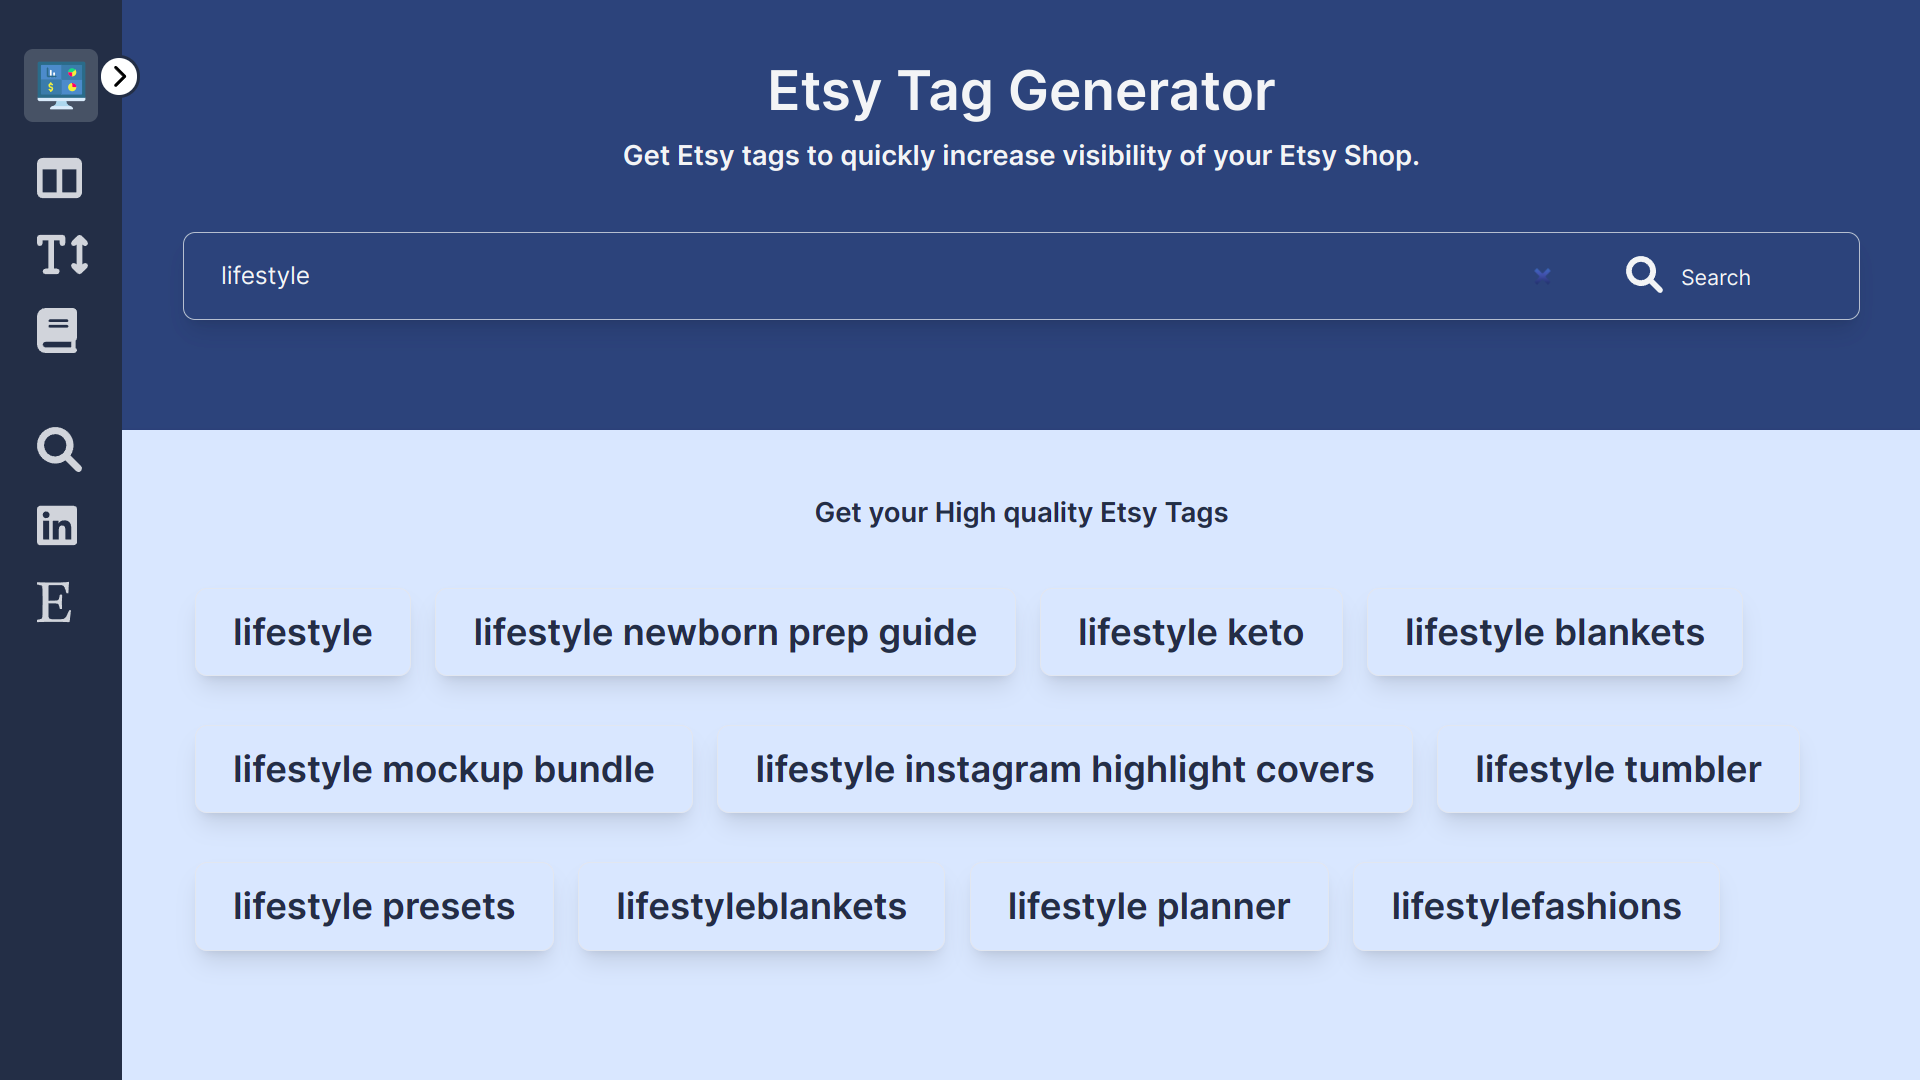 Etsy Tag Generator
Get Etsy tags to quickly increase visibility of your Etsy Shop.
lifestyle
Search
Get your High quality Etsy Tags
lifestyle
lifestyle newborn prep guide
lifestyle keto
lifestyle blankets
lifestyle mockup bundle
lifestyle instagram highlight covers
lifestyle tumbler
lifestyle presets
lifestyleblankets
lifestyle planner
lifestylefashions
T
in
E